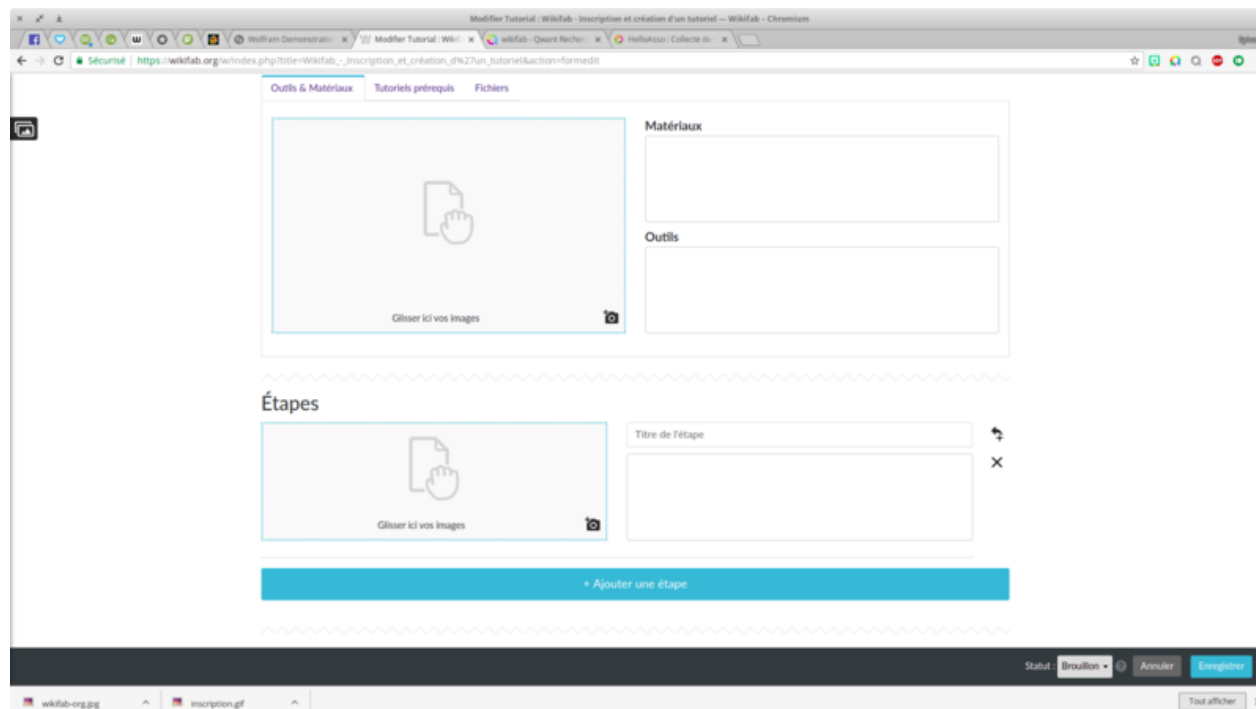 Modifier Tutorial : Wikifab - Inscription et création d'un tutoriel — Wikifab - Chromium
Wolfram Demonstratio
Modifier Tutorial : Wiki
wikifab - Qwant Recher
HelloAsso : Collecte de
Sécurisé | https://wikifab.org/w/index.php?title=Wikifab_-_Inscription_et_création_d%27un_tutoriel&action=formedit
Outils & Matériaux Tutoriels prérequis Fichiers
Matériaux
Outils
Glisser ici vos images
Étapes
Titre de l'étape
Glisser ici vos images
+ Ajouter une étape
Statut : Brouillon Annuler Enregistrer
wikifab-org.jpg inscription.gif Tout afficher